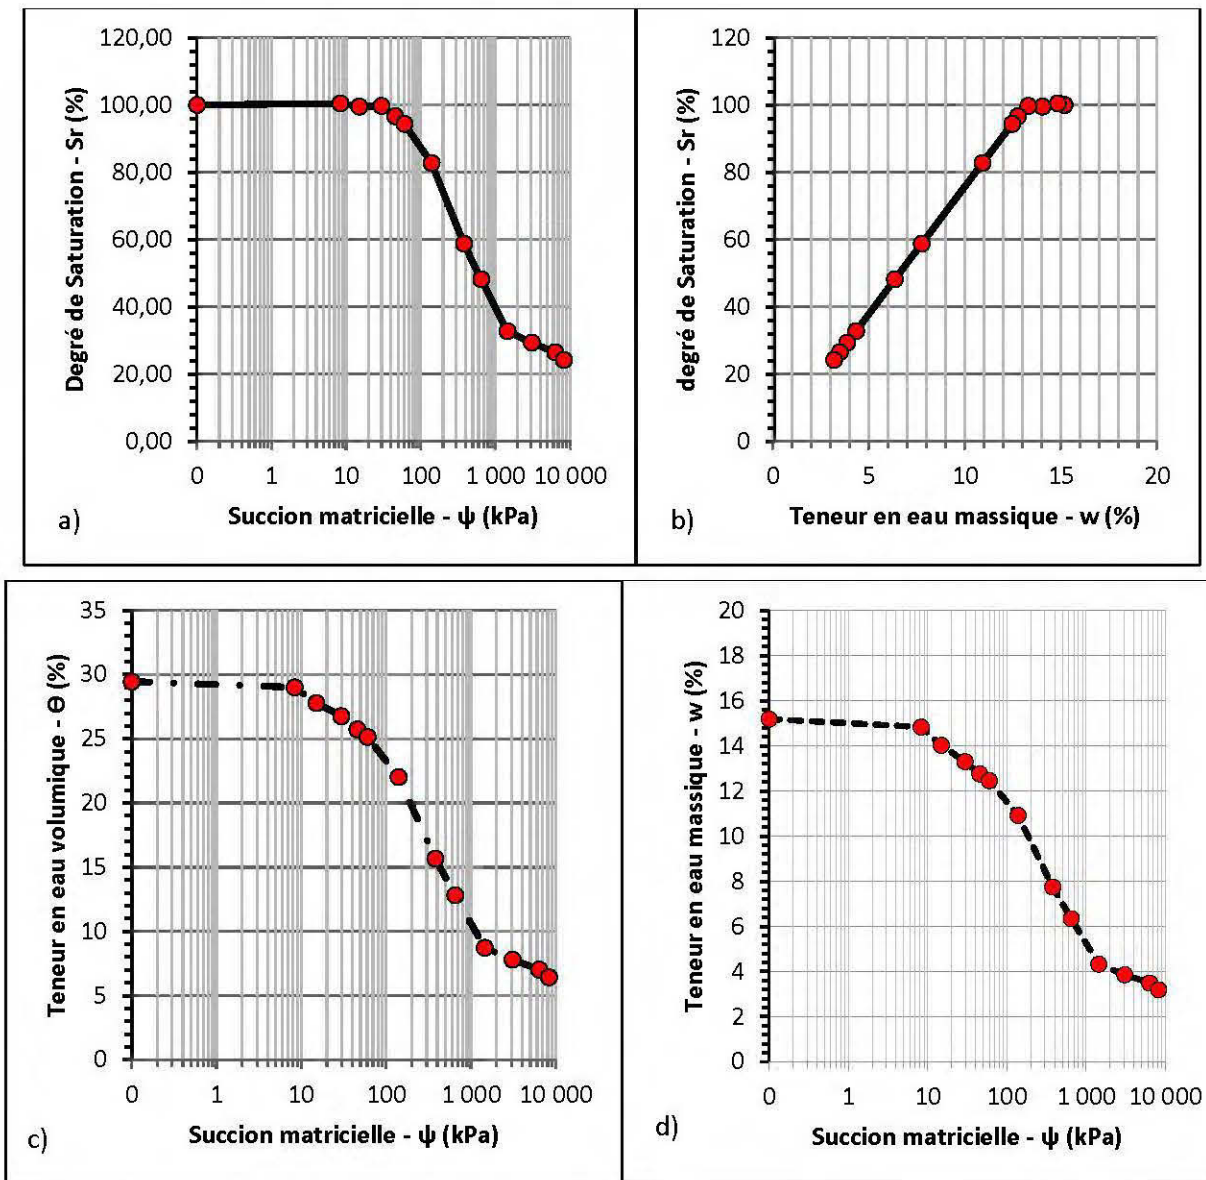 120,00
100,00
80,00
60,00
40,00
20,00
0,00
Degré de Saturation - Sr (%)
0 1 10 100 1 000 10 000
Succion matricielle - ψ (kPa)
a)
120
100
80
60
40
20
0
degré de Saturation - Sr (%)
0 5 10 15 20
Teneur en eau massique - w (%)
b)
35
30
25
20
15
10
5
0
Teneur en eau volumique - Θ (%)
0 1 10 100 1 000 10 000
Succion matricielle - ψ (kPa)
c)
20
18
16
14
12
10
8
6
4
2
0
Teneur en eau massique - w (%)
0 1 10 100 1 000 10 000
Succion matricielle - ψ (kPa)
d)